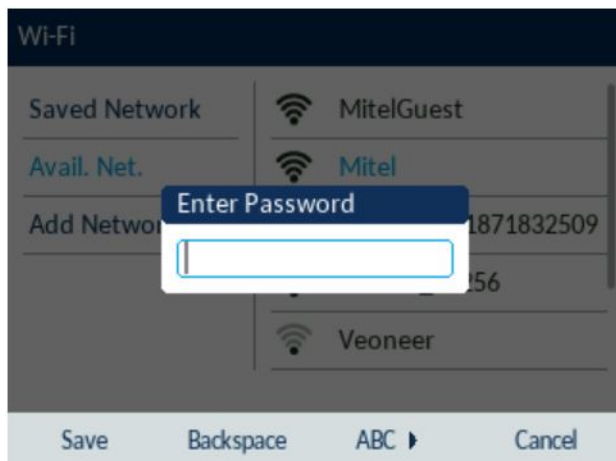 Wi-Fi
Saved Network
MitelGuest
Avail. Net.
Mitel
Enter Password
Add Networ
1871832509
256
Veoneer
Save Backspace ABC Cancel